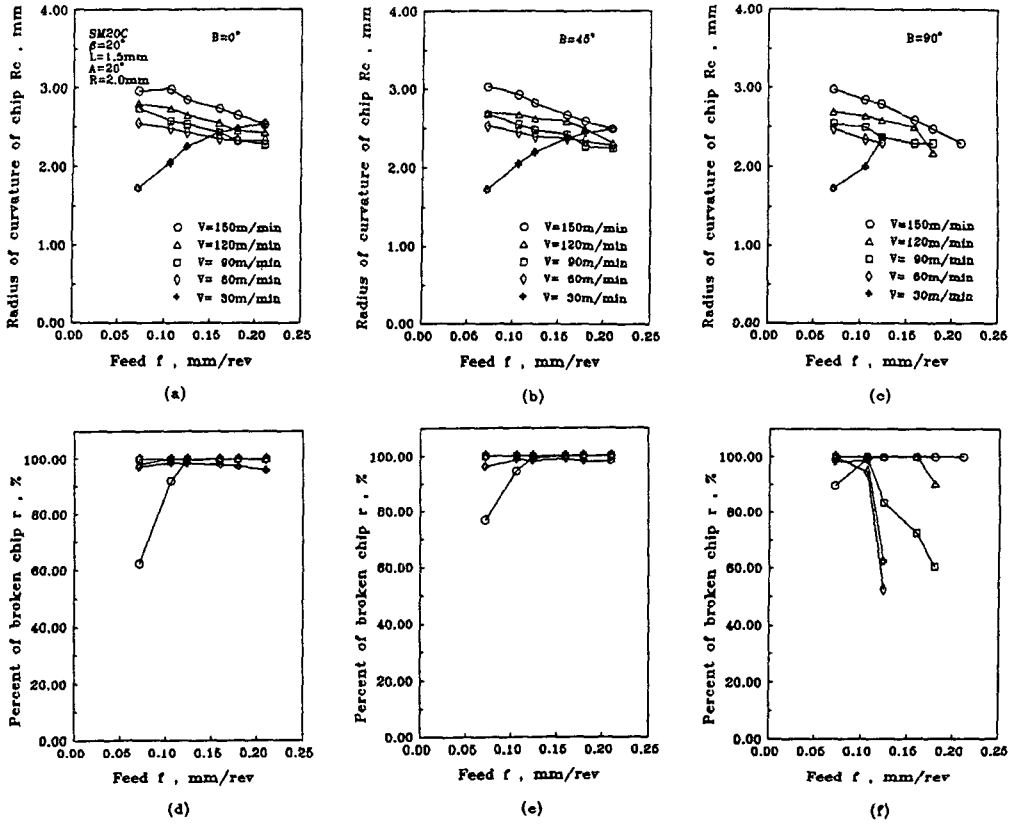 4.00
3.00
2.00
1.00
0.00
Radius of curvature of chip Rc , mm
SM20C
β=20°
L=1.5mm
A=20°
R=2.0mm
B=0°
V=150m/min
V=120m/min
V= 90m/min
V= 60m/min
V= 30m/min
0.00 0.05 0.10 0.15 0.20 0.25
Feed f , mm/rev
(a)
4.00
3.00
2.00
1.00
0.00
Radius of curvature of chip Rc , mm
B=45°
V=150m/min
V=120m/min
V= 90m/min
V= 60m/min
V= 30m/min
0.00 0.05 0.10 0.15 0.20 0.25
Feed f , mm/rev
(b)
4.00
3.00
2.00
1.00
0.00
Radius of curvature of chip Rc , mm
B=90°
V=150m/min
V=120m/min
V= 90m/min
V= 60m/min
V= 30m/min
0.00 0.05 0.10 0.15 0.20 0.25
Feed f , mm/rev
(c)
100.00
80.00
60.00
40.00
20.00
0.00
Percent of broken chip r , %
0.00 0.05 0.10 0.15 0.20 0.25
Feed f , mm/rev
(d)
100.00
80.00
60.00
40.00
20.00
0.00
Percent of broken chip r , %
0.00 0.05 0.10 0.15 0.20 0.25
Feed f , mm/rev
(e)
100.00
80.00
60.00
40.00
20.00
0.00
Percent of broken chip r , %
0.00 0.05 0.10 0.15 0.20 0.25
Feed f , mm/rev
(f)